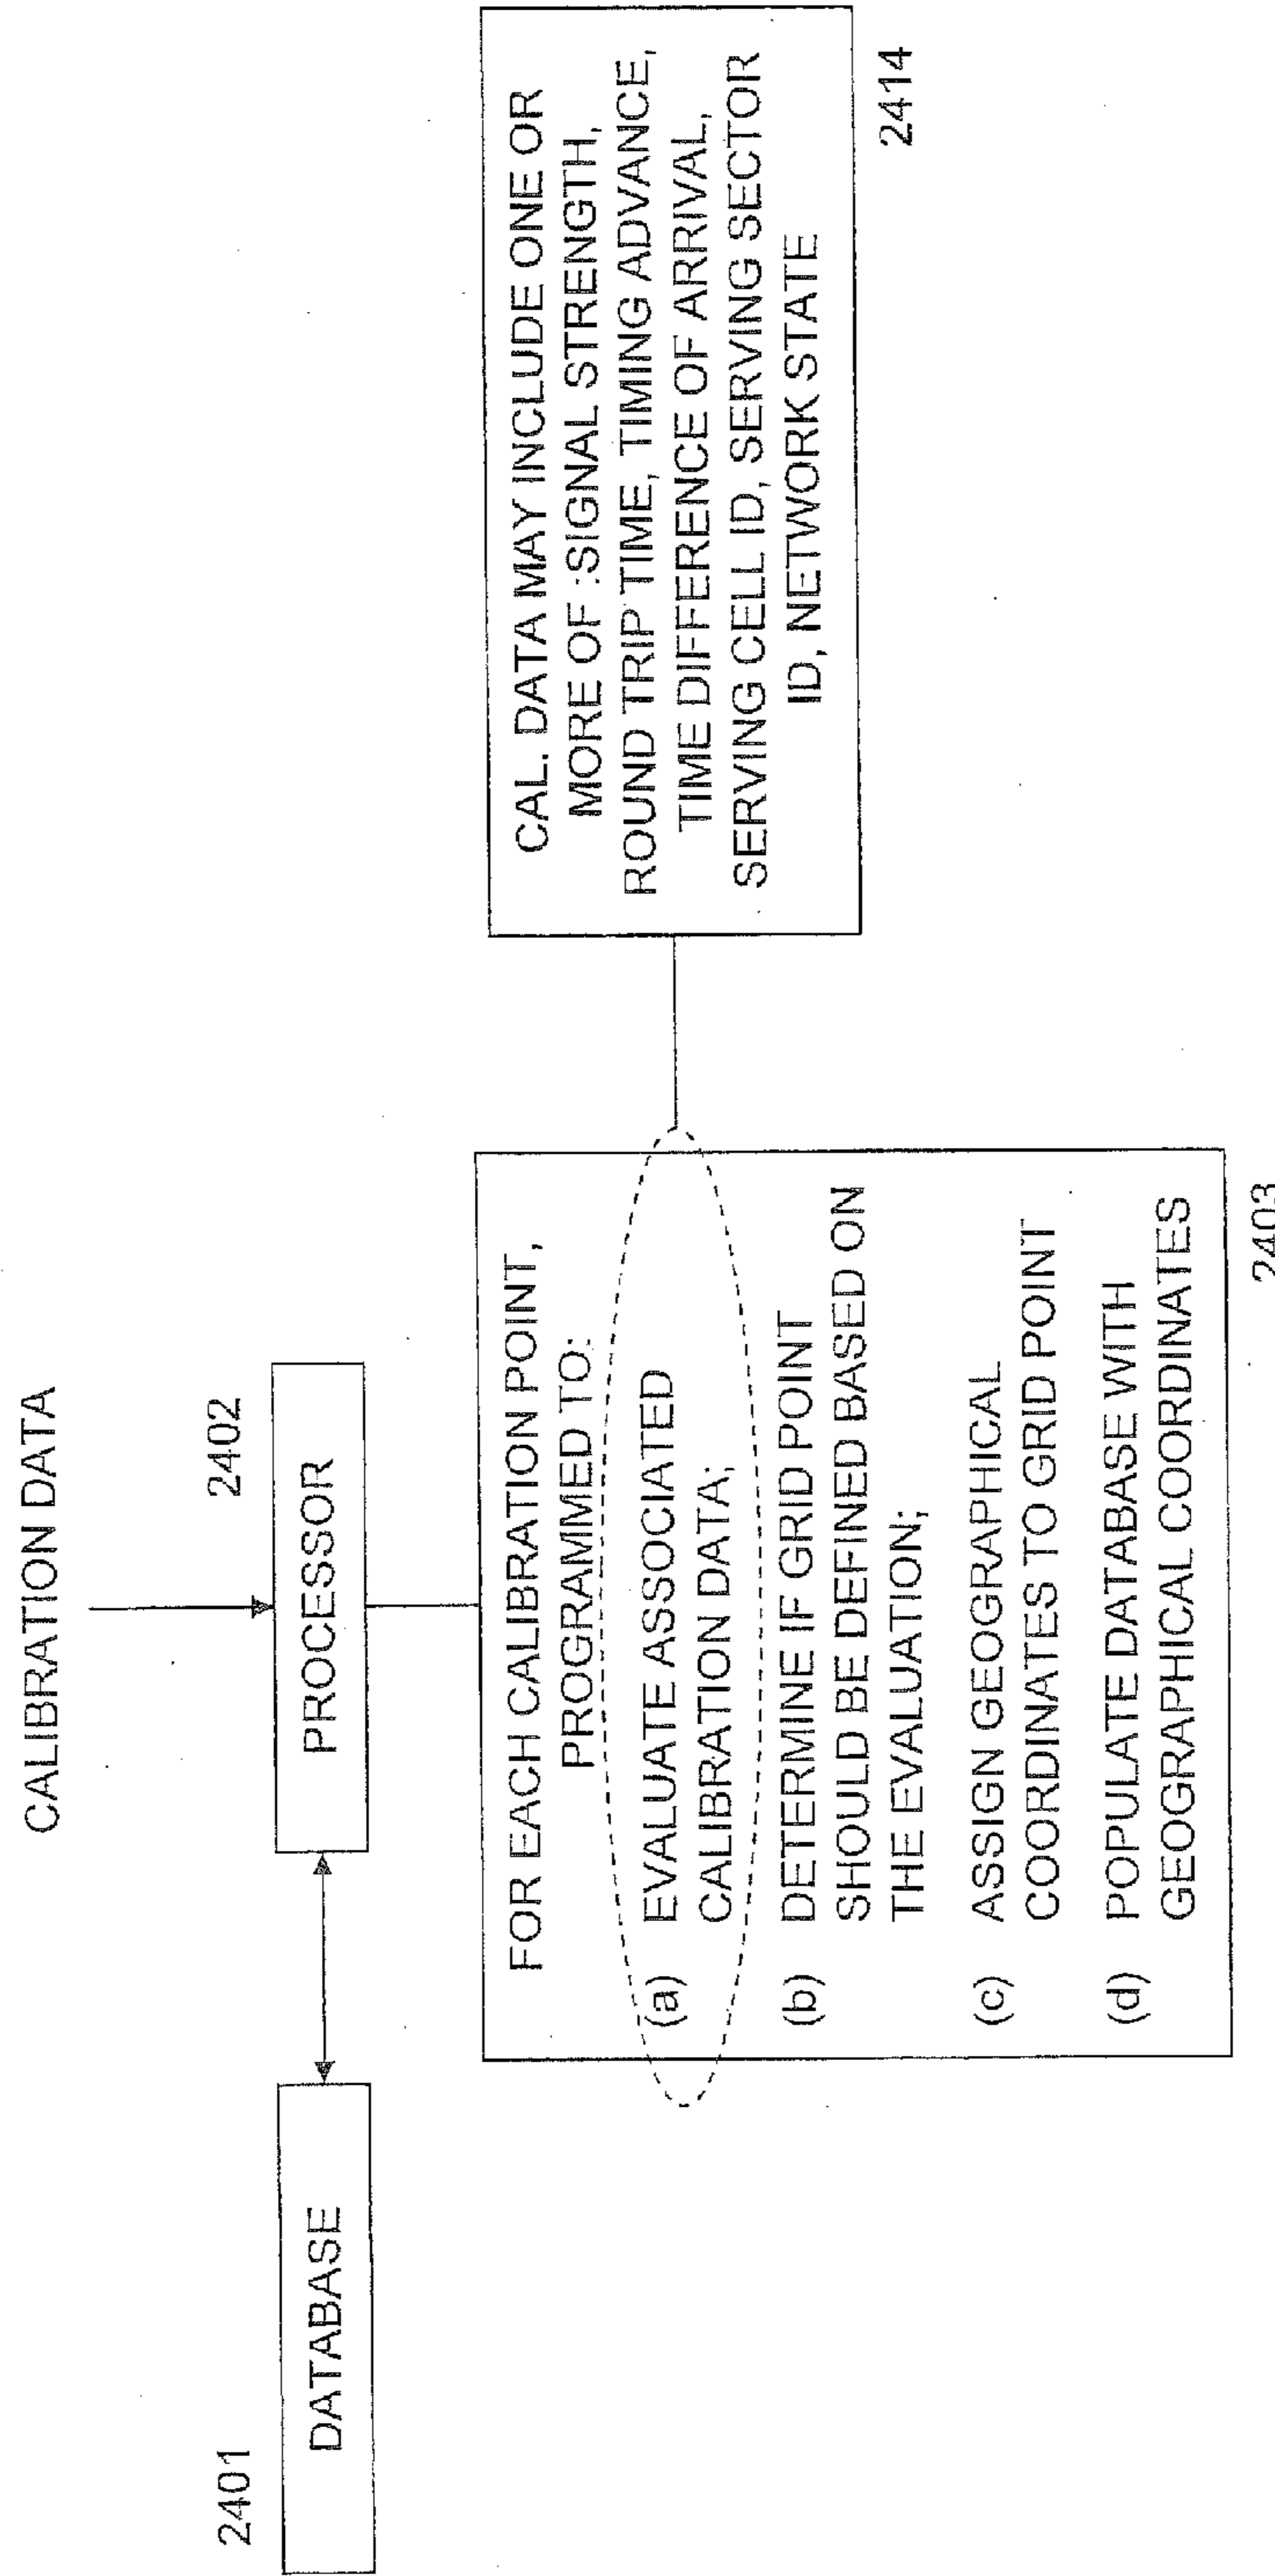 CALIBRATION DATA
2401
2402
DATABASE
PROCESSOR
FOR EACH CALIBRATION POINT,
PROGRAMMED TO:
(a) EVALUATE ASSOCIATED
CALIBRATION DATA;
(b) DETERMINE IF GRID POINT
SHOULD BE DEFINED BASED ON
THE EVALUATION;
(c) ASSIGN GEOGRAPHICAL
COORDINATES TO GRID POINT
(d) POPULATE DATABASE WITH
GEOGRAPHICAL COORDINATES
2403
CAL. DATA MAY INCLUDE ONE OR
MORE OF :SIGNAL STRENGTH,
ROUND TRIP TIME, TIMING ADVANCE,
TIME DIFFERENCE OF ARRIVAL,
SERVING CELL ID, SERVING SECTOR
ID, NETWORK STATE
2414